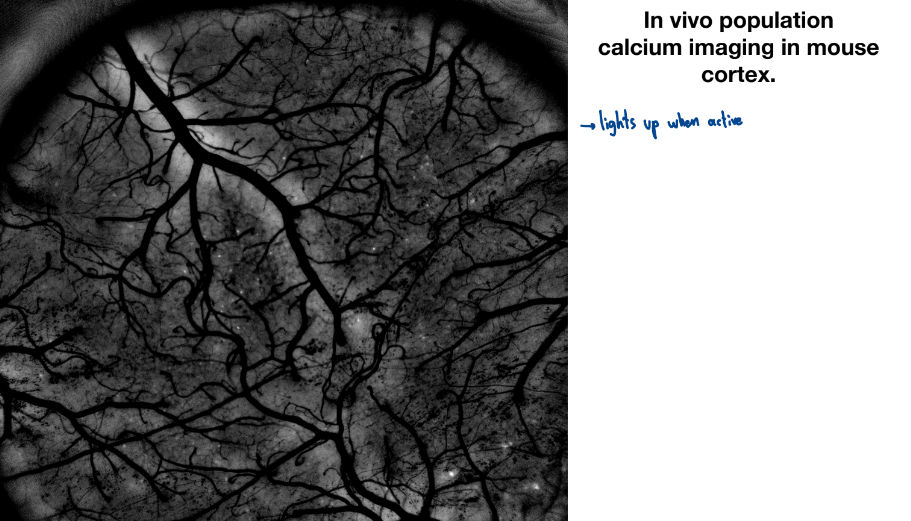 In vivo population
calcium imaging in mouse
cortex.
→ lights up when active